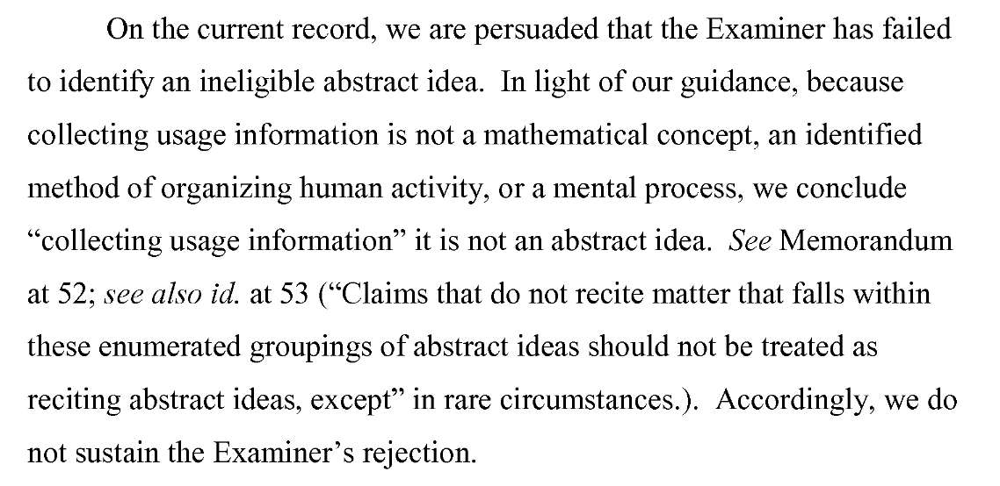 On the current record, we are persuaded that the Examiner has failed
to identify an ineligible abstract idea.  In light of our guidance, because
collecting usage information is not a mathematical concept, an identified
method of organizing human activity, or a mental process, we conclude
“collecting usage information” it is not an abstract idea.  See Memorandum
at 52; see also id. at 53 (“Claims that do not recite matter that falls within
these enumerated groupings of abstract ideas should not be treated as
reciting abstract ideas, except” in rare circumstances.).  Accordingly, we do
not sustain the Examiner’s rejection.